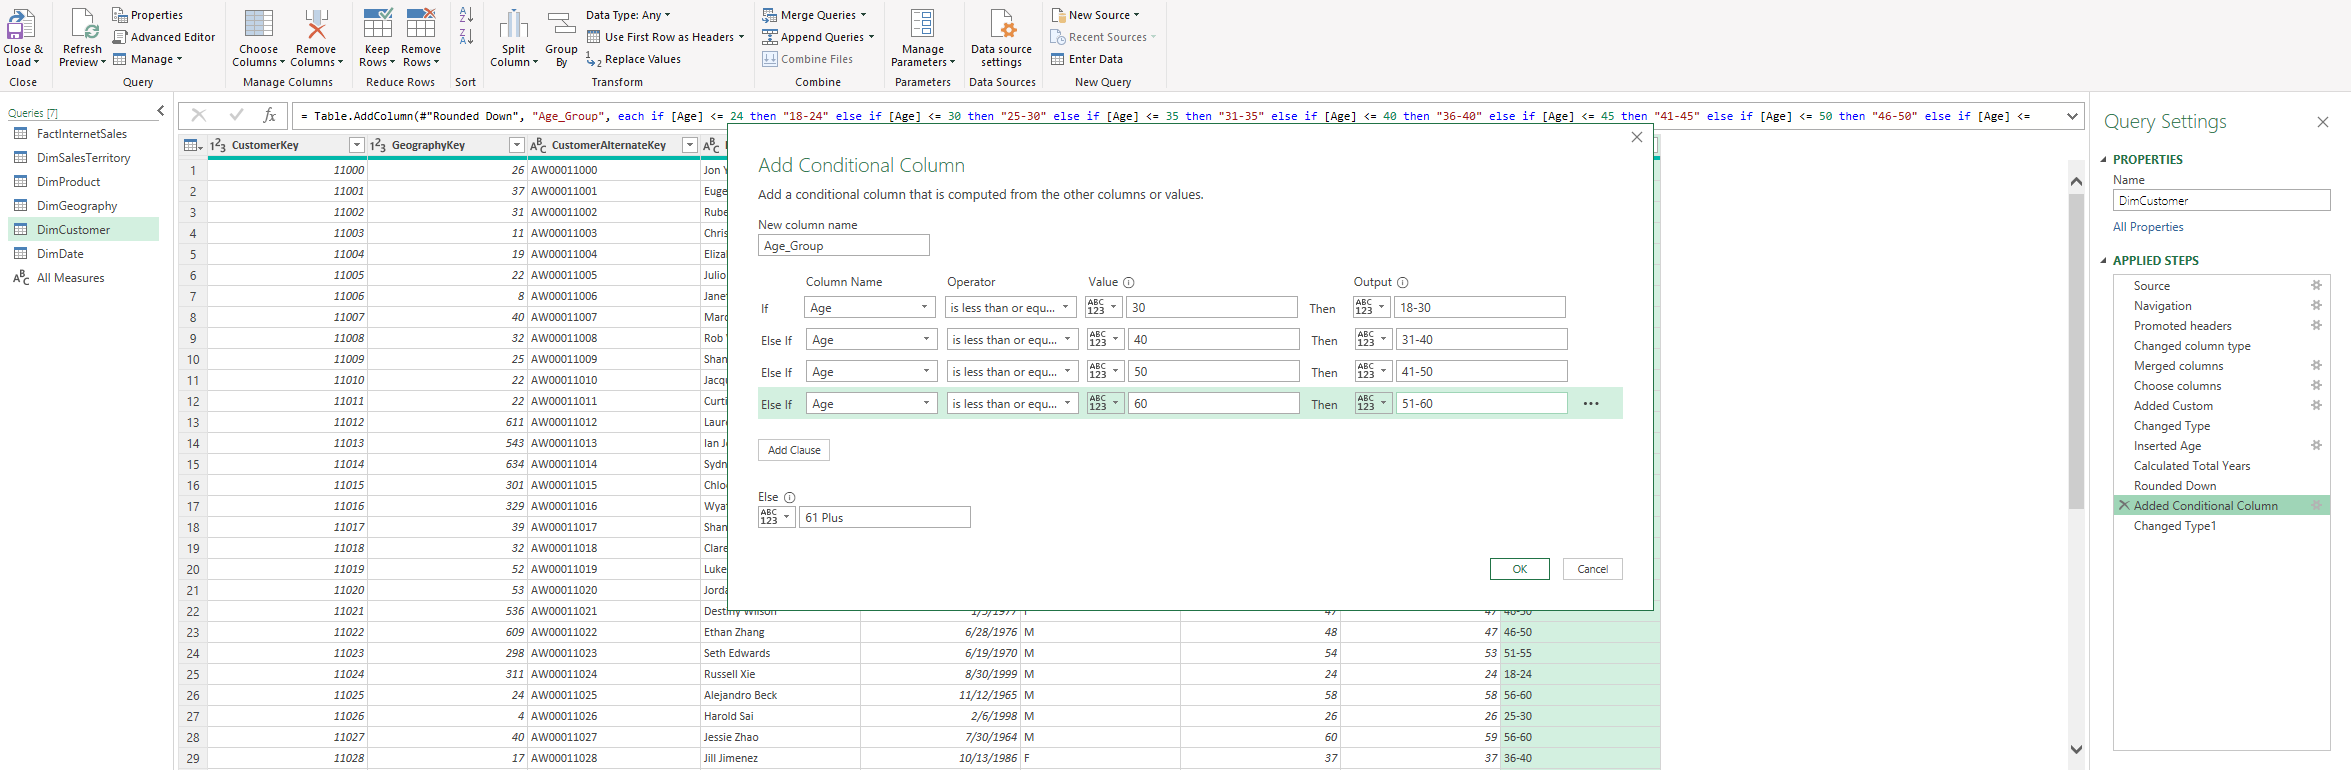 Close & Load
Close
Refresh Preview
Properties
Advanced Editor
Manage
Query
Choose Columns
Remove Columns
Manage Columns
Keep Rows
Remove Rows
Reduce Rows
Sort
Split Column
Group By
Data Type: Any
Use First Row as Headers
Replace Values
Transform
Merge Queries
Append Queries
Combine Files
Combine
Manage Parameters
Parameters
Data source settings
Data Sources
New Source
Recent Sources
Enter Data
New Query
Queries [7]
FactInternetSales
DimSalesTerritory
DimProduct
DimGeography
DimCustomer
DimDate
All Measures
= Table.AddColumn(#"Rounded Down", "Age_Group", each if [Age] <= 24 then "18-24" else if [Age] <= 30 then "25-30" else if [Age] <= 35 then "31-35" else if [Age] <= 40 then "36-40" else if [Age] <= 45 then "41-45" else if [Age] <= 50 then "46-50" else if [Age] <=
CustomerKey GeographyKey CustomerAlternateKey
1 11000 26 AW00011000 Jon Y
2 11001 37 AW00011001 Euge
3 11002 31 AW00011002 Rube
4 11003 11 AW00011003 Chris
5 11004 19 AW00011004 Eliza
6 11005 22 AW00011005 Julio
7 11006 8 AW00011006 Jane
8 11007 40 AW00011007 Marc
9 11008 32 AW00011008 Rob
10 11009 25 AW00011009 Shan
11 11010 22 AW00011010 Jacq
12 11011 22 AW00011011 Curti
13 11012 611 AW00011012 Laure
14 11013 543 AW00011013 Ian J
15 11014 634 AW00011014 Sydn
16 11015 301 AW00011015 Chlo
17 11016 329 AW00011016 Wyat
18 11017 39 AW00011017 Shan
19 11018 32 AW00011018 Clare
20 11019 52 AW00011019 Luke
21 11020 53 AW00011020 Jord
22 11021 536 AW00011021 Destiny Wilson 1/5/1977 F 47 47 46-50
23 11022 609 AW00011022 Ethan Zhang 6/28/1976 M 48 47 46-50
24 11023 298 AW00011023 Seth Edwards 6/19/1970 M 54 53 51-55
25 11024 311 AW00011024 Russell Xie 8/30/1999 M 24 24 18-24
26 11025 24 AW00011025 Alejandro Beck 11/12/1965 M 58 58 56-60
27 11026 4 AW00011026 Harold Sai 2/6/1998 M 26 26 25-30
28 11027 40 AW00011027 Jessie Zhao 7/30/1964 M 60 59 56-60
29 11028 17 AW00011028 Jill Jimenez 10/13/1986 F 37 37 36-40
Add Conditional Column
Add a conditional column that is computed from the other columns or values.
New column name
Age_Group
Column Name Operator Value Output
If Age is less than or equ... ABC 123 30 Then ABC 123 18-30
Else If Age is less than or equ... ABC 123 40 Then ABC 123 31-40
Else If Age is less than or equ... ABC 123 50 Then ABC 123 41-50
Else If Age is less than or equ... ABC 123 60 Then ABC 123 51-60 ...
Add Clause
Else
ABC 123 61 Plus
OK Cancel
Query Settings
PROPERTIES
Name
DimCustomer
All Properties
APPLIED STEPS
Source
Navigation
Promoted headers
Changed column type
Merged columns
Choose columns
Added Custom
Changed Type
Inserted Age
Calculated Total Years
Rounded Down
Added Conditional Column
Changed Type1